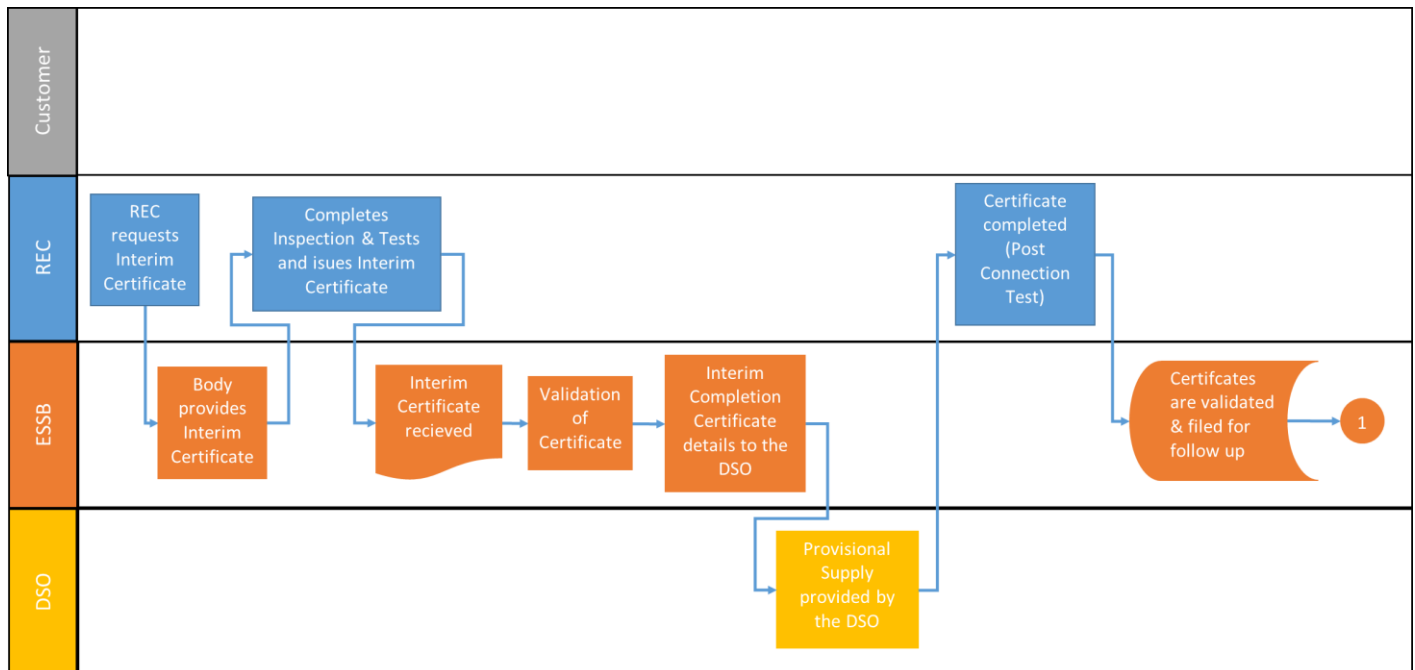 Customer
REC
REC
requests
Interim
Certificate
Completes
Inspection & Tests
and isues Interim
Certificate
Certificate
completed
(Post
Connection
Test)
ESSB
Body
provides
Interim
Certificate
Interim
Certificate
recieved
Validation
of
Certificate
Interim
Completion
Certificate
details to the
DSO
Certifcates
are validated
& filed for
follow up
1
DSO
Provisional
Supply
provided by
the DSO